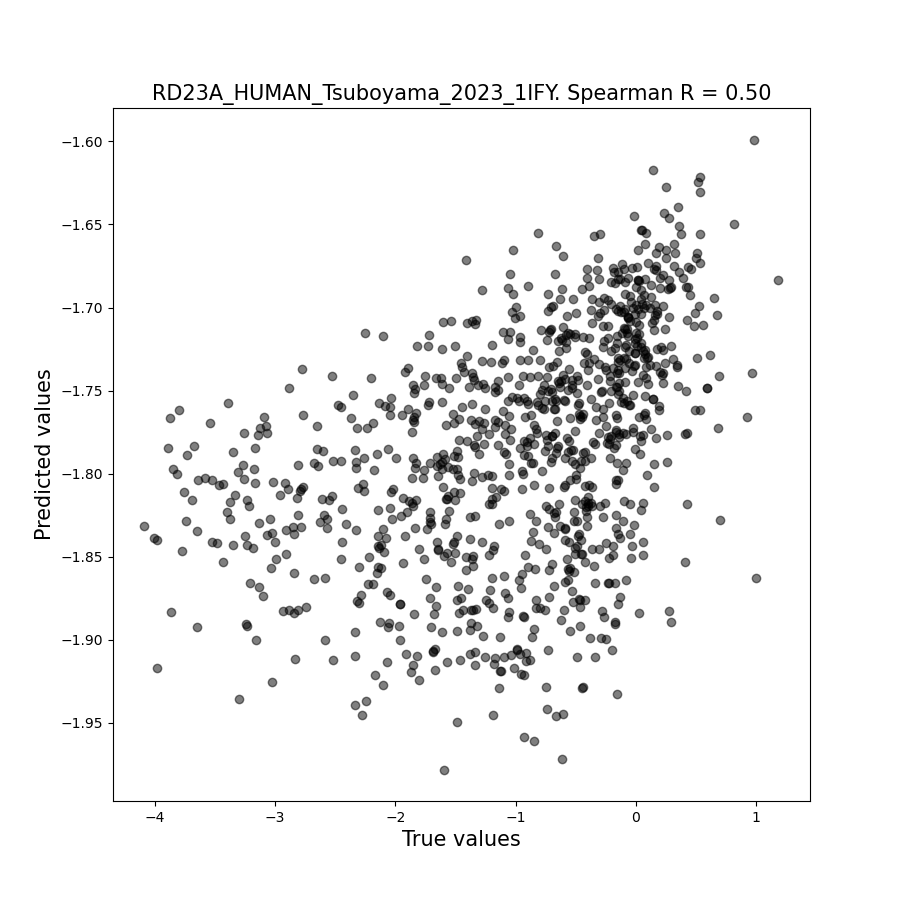 RD23A_HUMAN_Tsuboyama_2023_1IFY. Spearman R = 0.50
−1.60
−1.65
−1.70
−1.75
−1.80
−1.85
−1.90
−1.95
Predicted values
−4 −3 −2 −1 0 1
True values